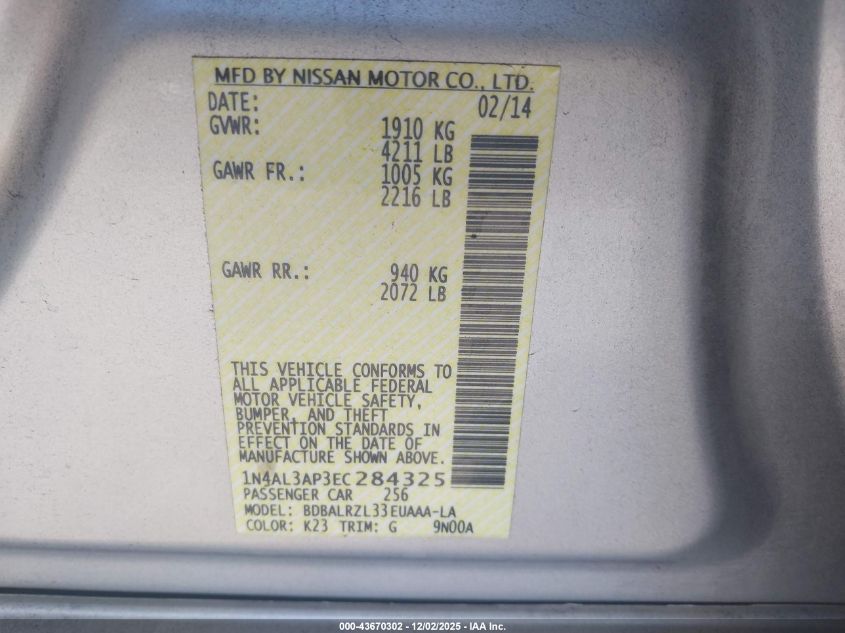 MFD BY NISSAN MOTOR CO., LTD.
DATE: 02/14
GVWR: 1910 KG
4211 LB
GAWR FR.: 1005 KG
2216 LB
GAWR RR.: 940 KG
2072 LB
THIS VEHICLE CONFORMS TO
ALL APPLICABLE FEDERAL
MOTOR VEHICLE SAFETY,
BUMPER, AND THEFT
PREVENTION STANDARDS IN
EFFECT ON THE DATE OF
MANUFACTURE SHOWN ABOVE.
1N4AL3AP3EC284325
PASSENGER CAR 256
MODEL: BDBALRZL33EUAAA-LA
COLOR: K23 TRIM: G 9N00A
000-43670302 - 12/02/2025 - IAA Inc.